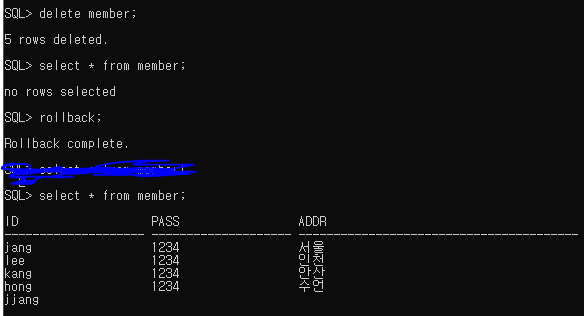 SQL> delete member;
5 rows deleted.
SQL> select * from member;
no rows selected
SQL> rollback;
Rollback complete.
SQL> select * from member;
ID PASS ADDR
-------------------- -------------------- ----------------------------------------
jang 1234 서울
lee 1234 인천
kang 1234 안산
hong 1234 수언
jjang